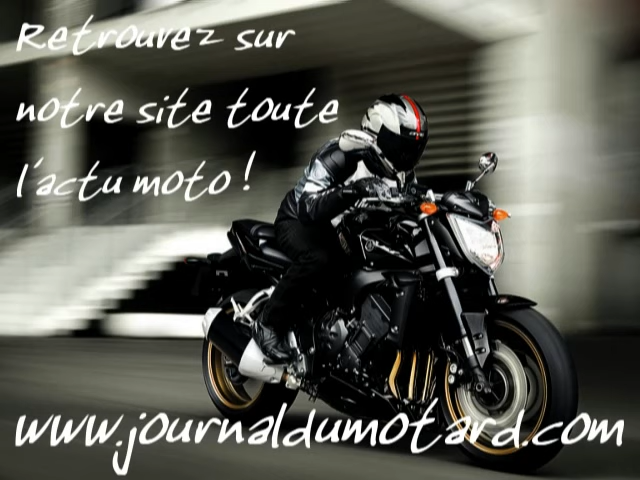 Retrouvez sur
notre site toute
l'actu moto !
www.journaldumotard.com